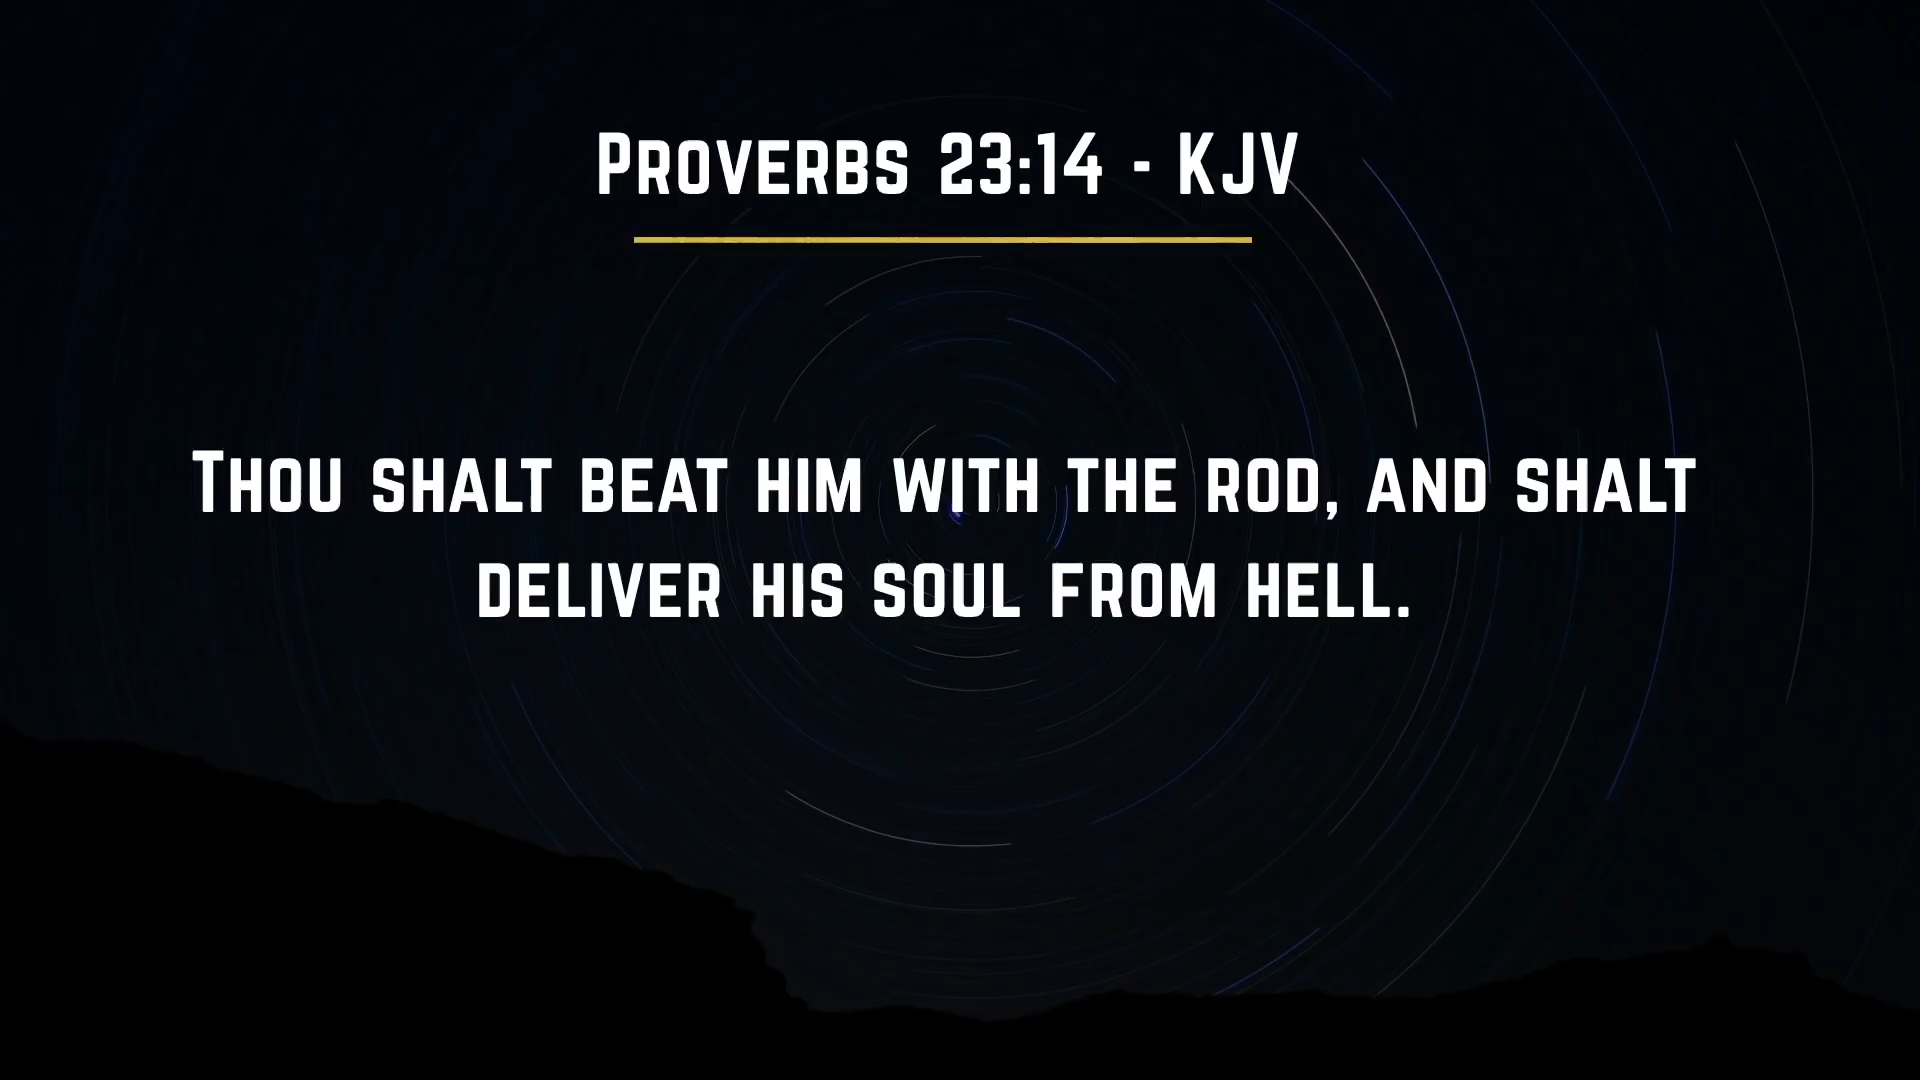 Proverbs 23:14 - KJV
Thou shalt beat him with the rod, and shalt
deliver his soul from hell.